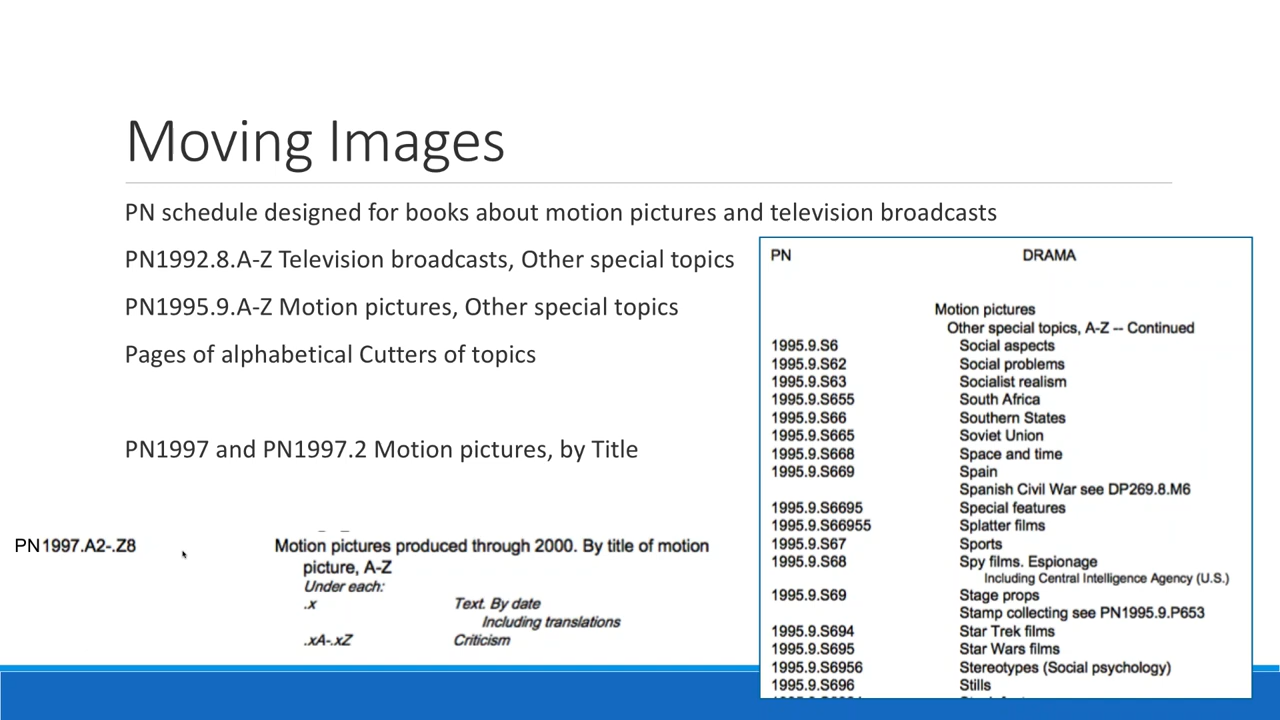 Moving Images
PN schedule designed for books about motion pictures and television broadcasts
PN1992.8.A-Z Television broadcasts, Other special topics
PN1995.9.A-Z Motion pictures, Other special topics
Pages of alphabetical Cutters of topics
PN1997 and PN1997.2 Motion pictures, by Title
PN1997.A2-.Z8 Motion pictures produced through 2000. By title of motion
picture, A-Z
Under each:
.x Text. By date
Including translations
.xA-.xZ Criticism
PN DRAMA
Motion pictures
Other special topics, A-Z -- Continued
1995.9.S6 Social aspects
1995.9.S62 Social problems
1995.9.S63 Socialist realism
1995.9.S655 South Africa
1995.9.S66 Southern States
1995.9.S665 Soviet Union
1995.9.S668 Space and time
1995.9.S669 Spain
Spanish Civil War see DP269.8.M6
1995.9.S6695 Special features
1995.9.S66955 Splatter films
1995.9.S67 Sports
1995.9.S68 Spy films. Espionage
Including Central Intelligence Agency (U.S.)
1995.9.S69 Stage props
Stamp collecting see PN1995.9.P653
1995.9.S694 Star Trek films
1995.9.S695 Star Wars films
1995.9.S6956 Stereotypes (Social psychology)
1995.9.S696 Stills